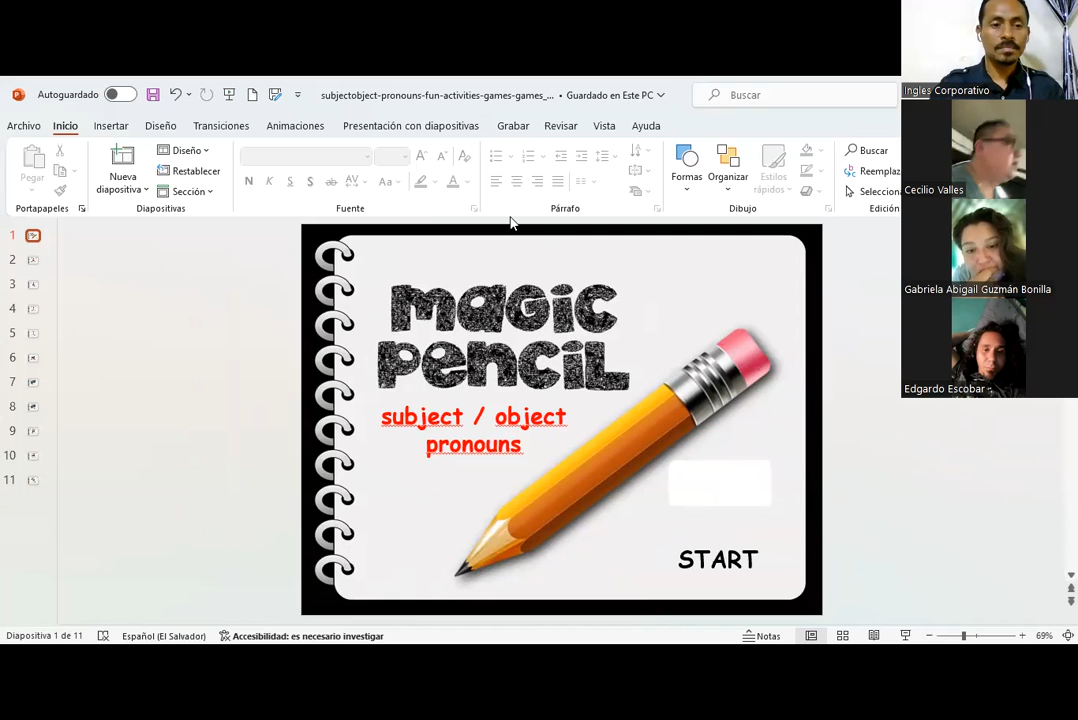 Autoguardado
subjectobject-pronouns-fun-activities-games-games_... • Guardado en Este PC
Buscar
Archivo Inicio Insertar Diseño Transiciones Animaciones Presentación con diapositivas Grabar Revisar Vista Ayuda
Pegar
Nueva
diapositiva
Diseño
Restablecer
Sección
N K S S ab AV Aa A
Formas
Organizar
Estilos
rápidos
Buscar
Reemplaz
Selecciona
Portapapeles Diapositivas Fuente Párrafo Dibujo Edición
1
2
3
4
5
6
7
8
9
10
11
magic
pencil
subject / object
pronouns
START
Diapositiva 1 de 11 Español (El Salvador) Accesibilidad: es necesario investigar Notas 69%
Ingles Corporativo
Cecilio Valles
Gabriela Abigail Guzmán Bonilla
Edgardo Escobar